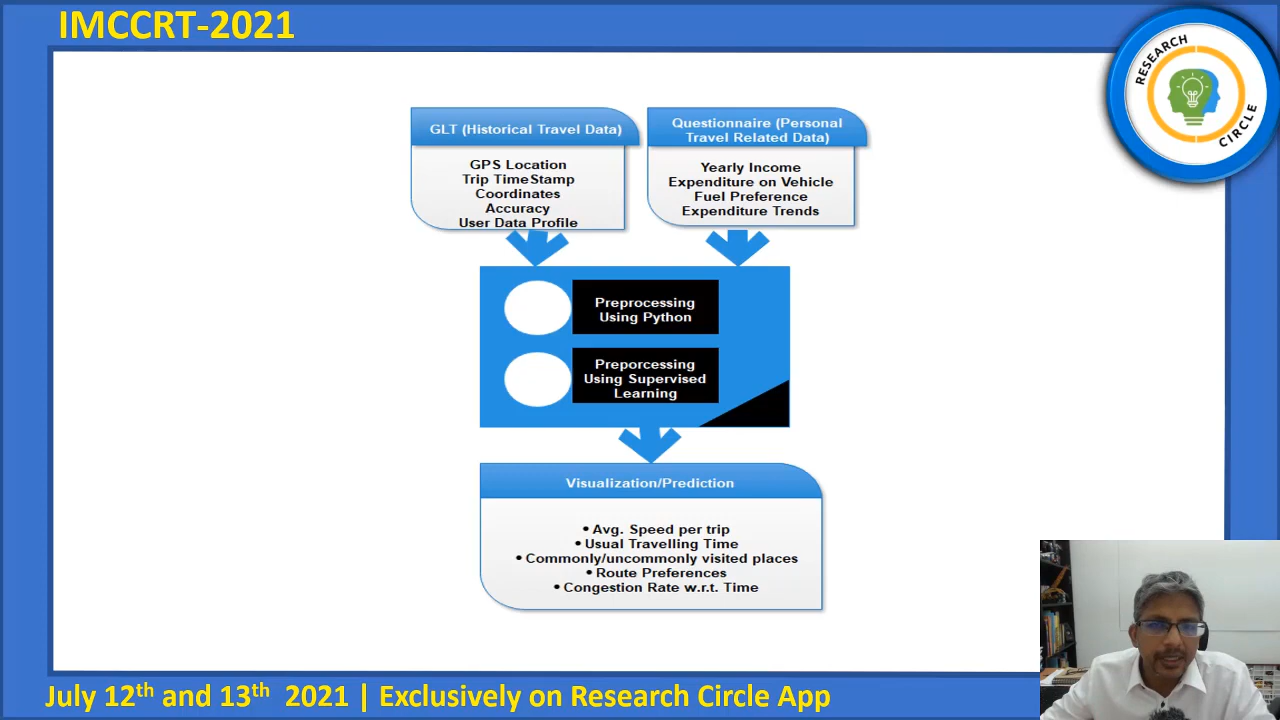 IMCCRT-2021
RESEARCH
CIRCLE
GLT (Historical Travel Data)
GPS Location
Trip TimeStamp
Coordinates
Accuracy
User Data Profile
Questionnaire (Personal
Travel Related Data)
Yearly Income
Expenditure on Vehicle
Fuel Preference
Expenditure Trends
Preprocessing
Using Python
Preporcessing
Using Supervised
Learning
Visualization/Prediction
• Avg. Speed per trip
• Usual Travelling Time
• Commonly/uncommonly visited places
• Route Preferences
• Congestion Rate w.r.t. Time
July 12th and 13th 2021 | Exclusively on Research Circle App